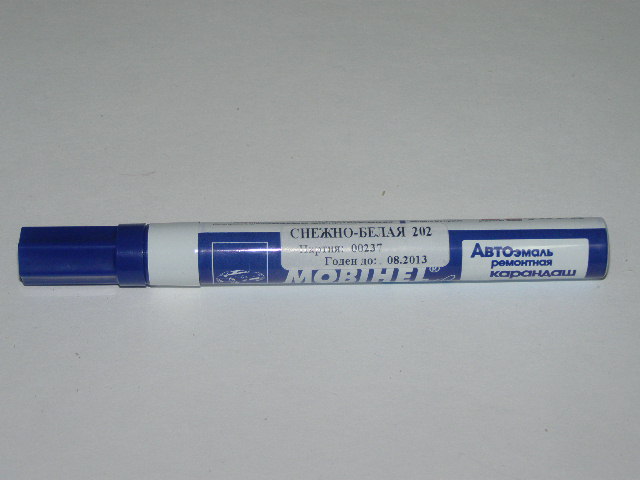 СНЕЖНО-БЕЛАЯ 202
Партия: 00237
Годен до: 08.2013
MOBIHEL®
АВТОэмаль
ремонтная
карандаш